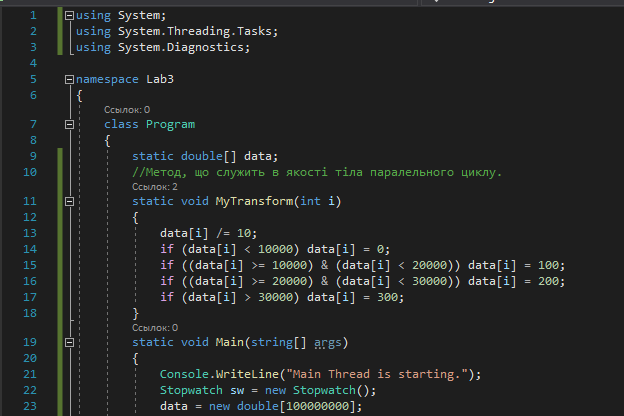 1 using System;
2 using System.Threading.Tasks;
3 using System.Diagnostics;
4
5 namespace Lab3
6 {
Ссылок: 0
7 class Program
8 {
9 static double[] data;
10 //Метод, що служить в якості тіла паралельного циклу.
Ссылок: 2
11 static void MyTransform(int i)
12 {
13 data[i] /= 10;
14 if (data[i] < 10000) data[i] = 0;
15 if ((data[i] >= 10000) & (data[i] < 20000)) data[i] = 100;
16 if ((data[i] >= 20000) & (data[i] < 30000)) data[i] = 200;
17 if (data[i] > 30000) data[i] = 300;
18 }
Ссылок: 0
19 static void Main(string[] args)
20 {
21 Console.WriteLine("Main Thread is starting.");
22 Stopwatch sw = new Stopwatch();
23 data = new double[100000000];